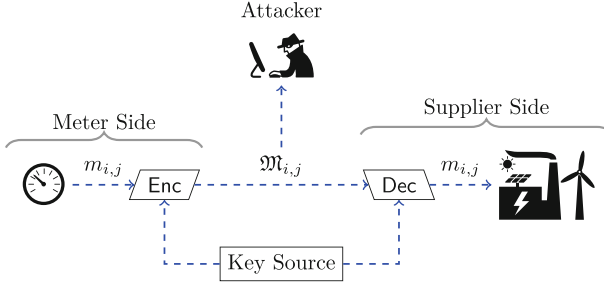 Attacker
Meter Side
Supplier Side
m_{i,j}
Enc
𝔐_{i,j}
Dec
m_{i,j}
Key Source